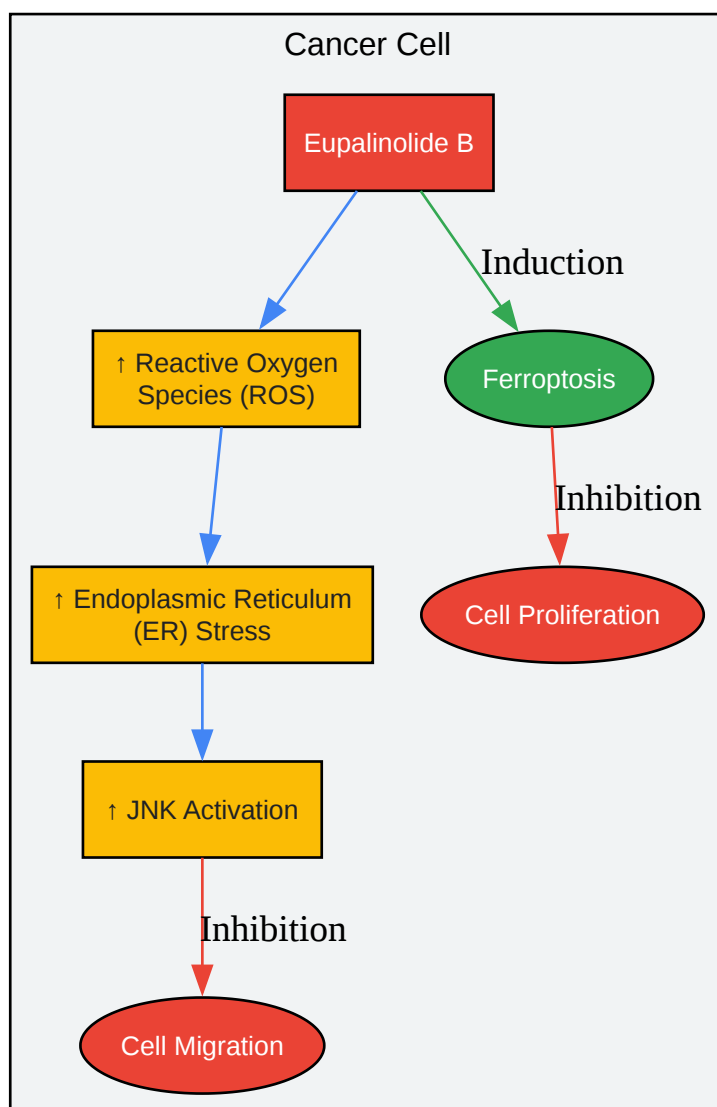 Cancer Cell
Eupalinolide B
Induction
↑ Reactive Oxygen
Species (ROS)
Ferroptosis
Inhibition
↑ Endoplasmic Reticulum
(ER) Stress
Cell Proliferation
↑ JNK Activation
Inhibition
Cell Migration